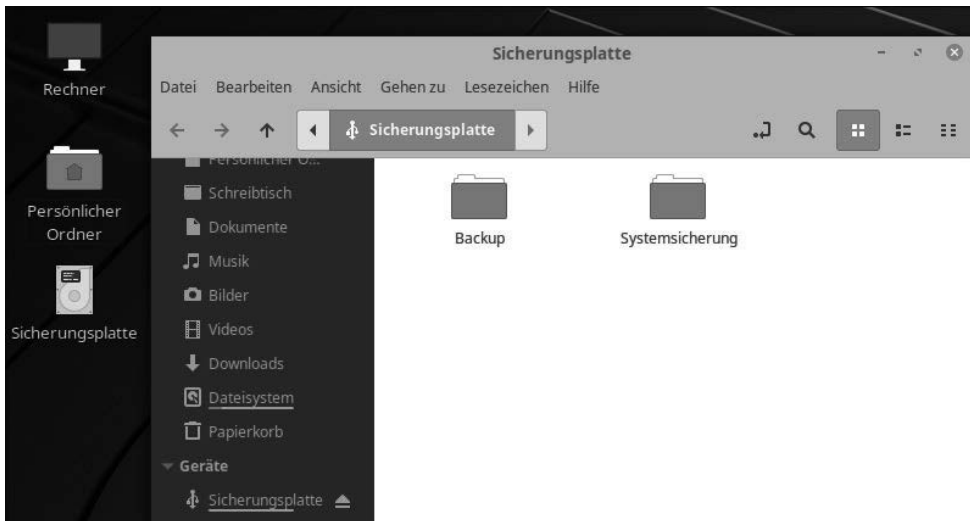 Rechner
Persönlicher
Ordner
Sicherungsplatte
Sicherungsplatte
Datei Bearbeiten Ansicht Gehen zu Lesezeichen Hilfe
Sicherungsplatte
Persönlicher O...
Schreibtisch
Dokumente
Musik
Bilder
Videos
Downloads
Dateisystem
Papierkorb
Geräte
Sicherungsplatte
Backup
Systemsicherung